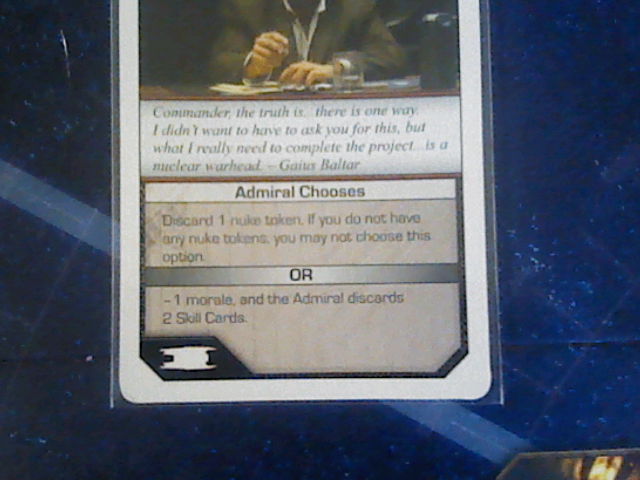 Commander, the truth is... there is one way.
I didn't want to have to ask you for this, but
what I really need to complete the project...is a
nuclear warhead. – Gaius Baltar
Admiral Chooses
Discard 1 nuke token. If you do not have
any nuke tokens, you may not choose this
option.
OR
-1 morale, and the Admiral discards
2 Skill Cards.